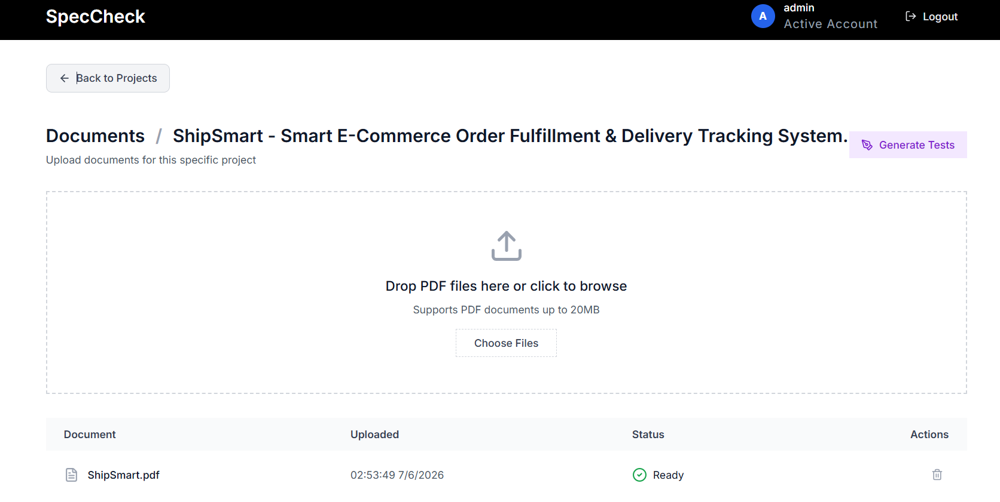 SpecCheck
A
admin
Active Account
Logout
Back to Projects
Documents / ShipSmart - Smart E-Commerce Order Fulfillment & Delivery Tracking System.
Generate Tests
Upload documents for this specific project
Drop PDF files here or click to browse
Supports PDF documents up to 20MB
Choose Files
Document Uploaded Status Actions
ShipSmart.pdf 02:53:49 7/6/2026 Ready